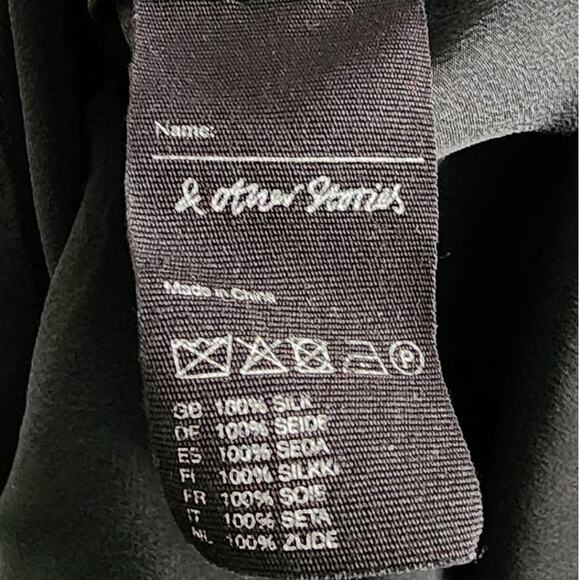 Name:
& other Stories
Made in China
P
GB 100% SILK
DE 100% SEIDE
ES 100% SEDA
FI 100% SILKKI
FR 100% SOIE
IT 100% SETA
NL 100% ZIJDE